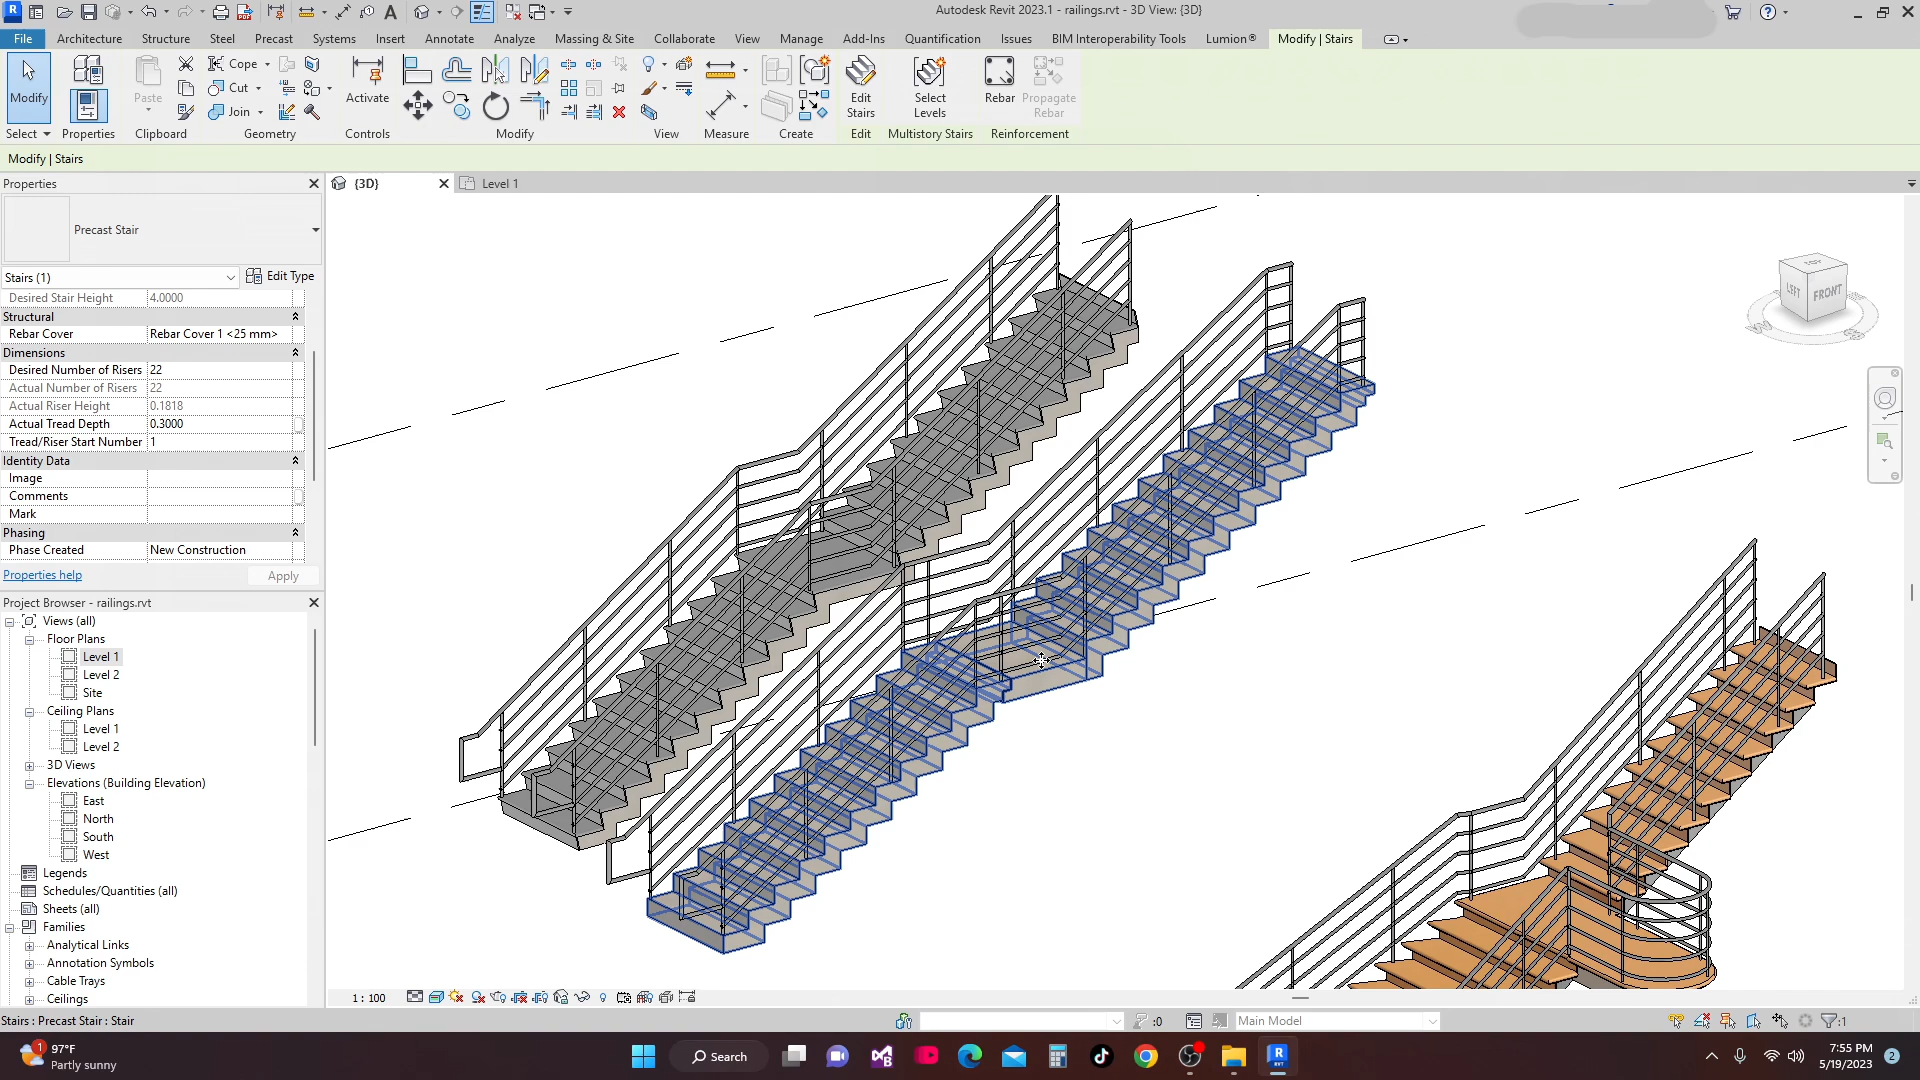 Autodesk Revit 2023.1 - railings.rvt - 3D View: {3D}
File Architecture Structure Steel Precast Systems Insert Annotate Analyze Massing & Site Collaborate View Manage Add-Ins Quantification Issues BIM Interoperability Tools Lumion® Modify | Stairs
Modify
Paste
Cope
Cut
Join
Activate
Edit
Stairs
Select
Levels
Rebar
Propagate
Rebar
Select Properties Clipboard Geometry Controls Modify View Measure Create Edit Multistory Stairs Reinforcement
Modify | Stairs
Properties
{3D}
Level 1
Precast Stair
Stairs (1)
Edit Type
Desired Stair Height 4.0000
Structural
Rebar Cover Rebar Cover 1 <25 mm>
Dimensions
Desired Number of Risers 22
Actual Number of Risers 22
Actual Riser Height 0.1818
Actual Tread Depth 0.3000
Tread/Riser Start Number 1
Identity Data
Image
Comments
Mark
Phasing
Phase Created New Construction
Properties help
Apply
Project Browser - railings.rvt
Views (all)
Floor Plans
Level 1
Level 2
Site
Ceiling Plans
Level 1
Level 2
3D Views
Elevations (Building Elevation)
East
North
South
West
Legends
Schedules/Quantities (all)
Sheets (all)
Families
Analytical Links
Annotation Symbols
Cable Trays
Ceilings
TOP
LEFT
FRONT
W
S
1 : 100
Stairs : Precast Stair : Stair
:0
Main Model
:1
1
97°F
Partly sunny
Search
7:55 PM
5/19/2023
2